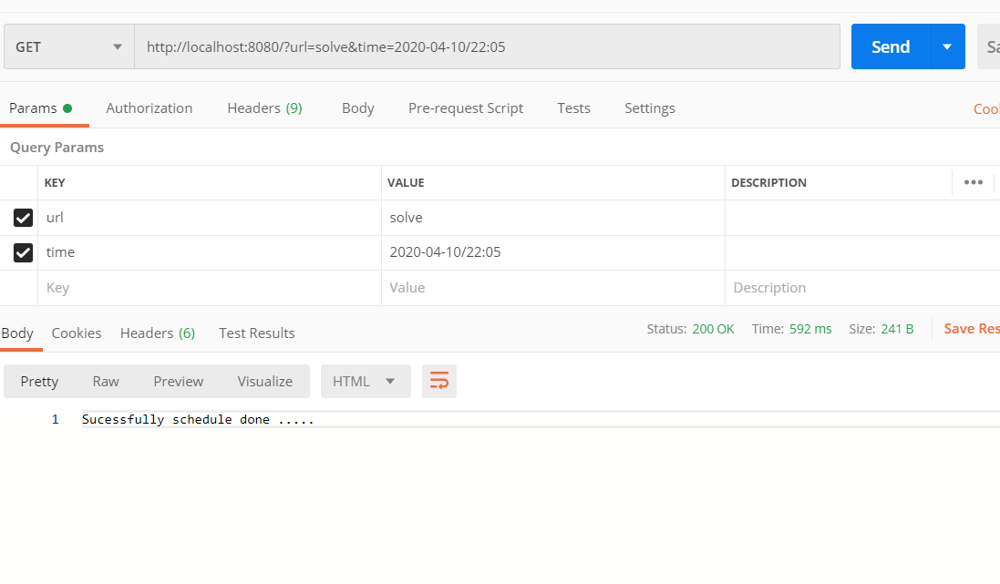 GET http://localhost:8080/?url=solve&time=2020-04-10/22:05 Send Sa
Params Authorization Headers (9) Body Pre-request Script Tests Settings Cool
Query Params
KEY VALUE DESCRIPTION •••
url solve
time 2020-04-10/22:05
Key Value Description
Body Cookies Headers (6) Test Results Status: 200 OK Time: 592 ms Size: 241 B Save Res
Pretty Raw Preview Visualize HTML
1 Sucessfully schedule done .....